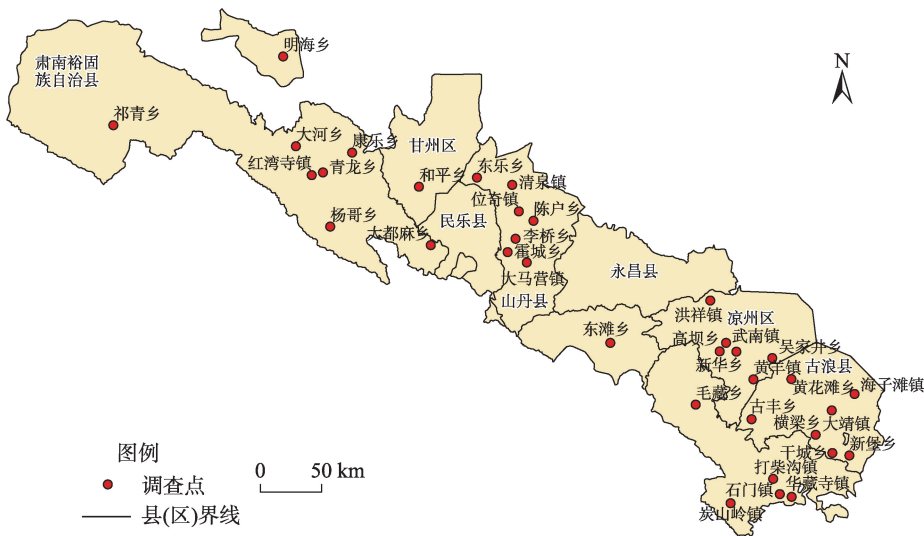 明海乡
肃南裕固
族自治县
N
祁青乡
大河乡
康乐乡
甘州区
红湾寺镇
青龙乡
和平乡
东乐乡
清泉镇
位奇镇
陈户乡
杨哥乡
大都麻乡
民乐县
李桥乡
霍城乡
大马营镇
永昌县
山丹县
洪祥镇
凉州区
东滩乡
高坝乡
武南镇
吴家井乡
新华乡
黄羊镇
古浪县
黄花滩乡
海子滩镇
毛藏乡
古丰乡
横梁乡
大靖镇
干城乡
新堡乡
打柴沟镇
石门镇
华藏寺镇
炭山岭镇
图例
调查点
县(区)界线
0 50 km